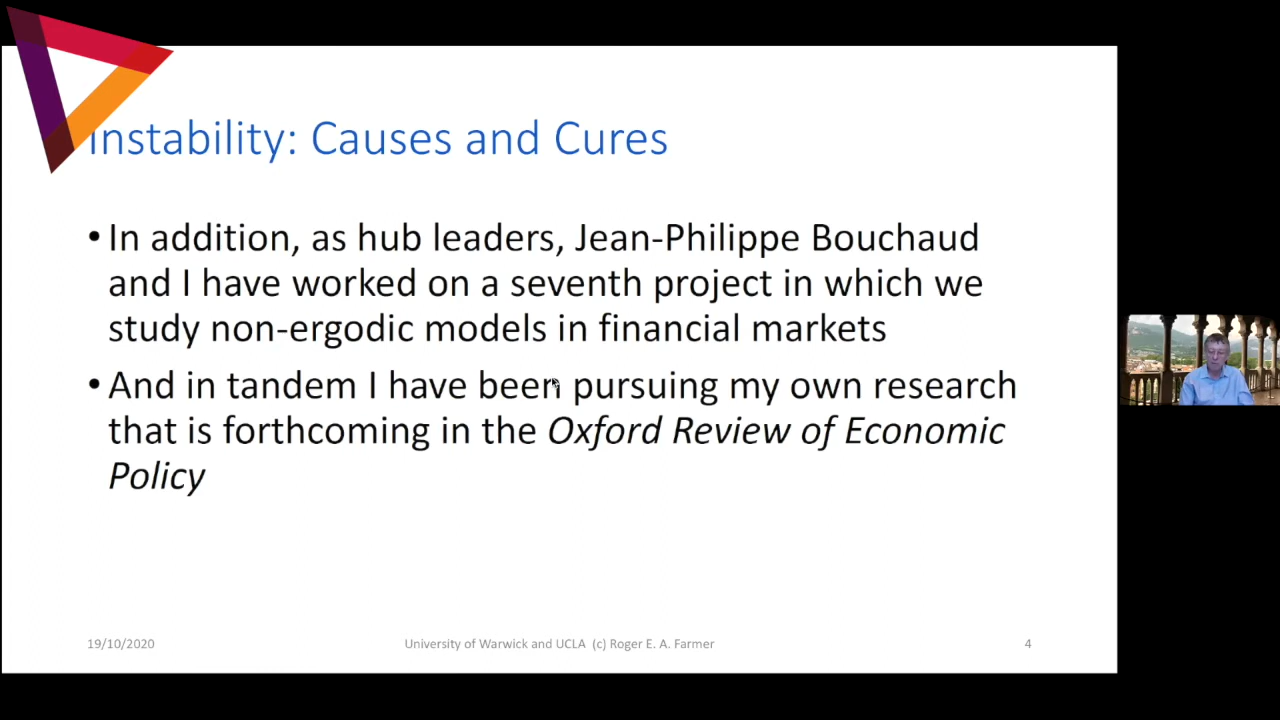 Instability: Causes and Cures
• In addition, as hub leaders, Jean-Philippe Bouchaud
and I have worked on a seventh project in which we
study non-ergodic models in financial markets
• And in tandem I have been pursuing my own research
that is forthcoming in the Oxford Review of Economic
Policy
19/10/2020
University of Warwick and UCLA (c) Roger E. A. Farmer
4